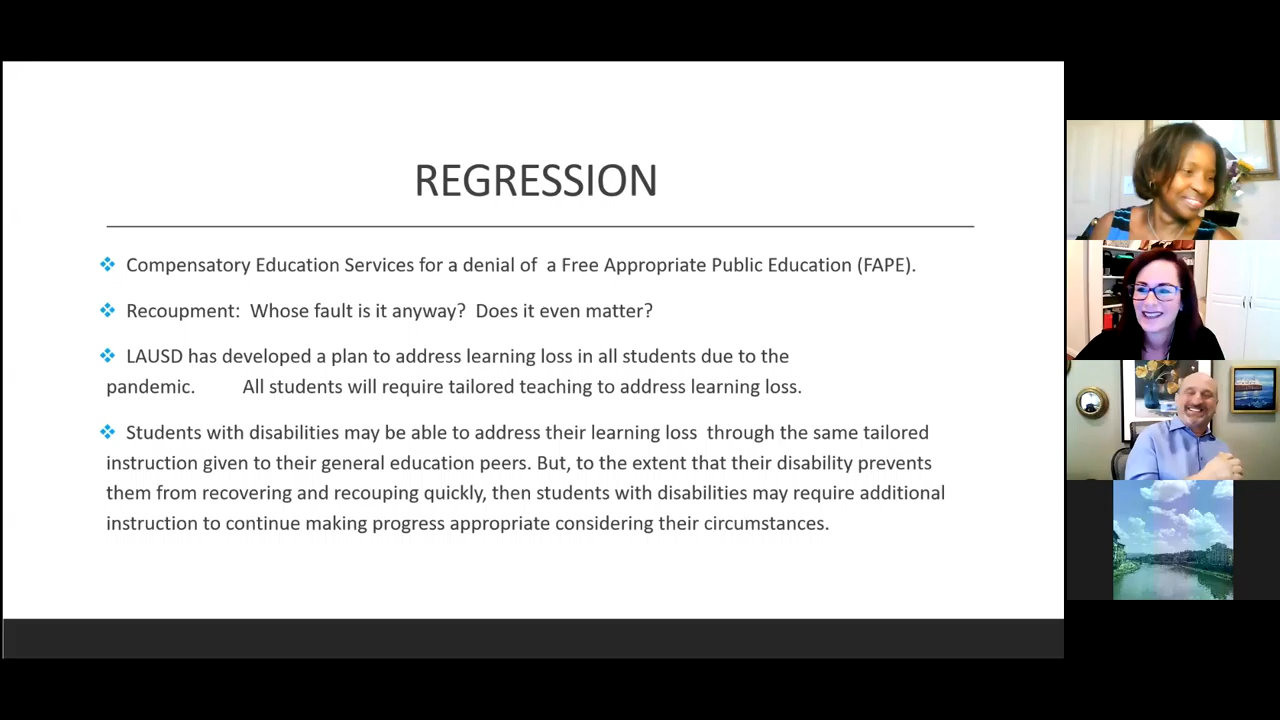 REGRESSION
Compensatory Education Services for a denial of  a Free Appropriate Public Education (FAPE).
Recoupment:  Whose fault is it anyway?  Does it even matter?
LAUSD has developed a plan to address learning loss in all students due to the
pandemic.        All students will require tailored teaching to address learning loss.
Students with disabilities may be able to address their learning loss  through the same tailored
instruction given to their general education peers. But, to the extent that their disability prevents
them from recovering and recouping quickly, then students with disabilities may require additional
instruction to continue making progress appropriate considering their circumstances.